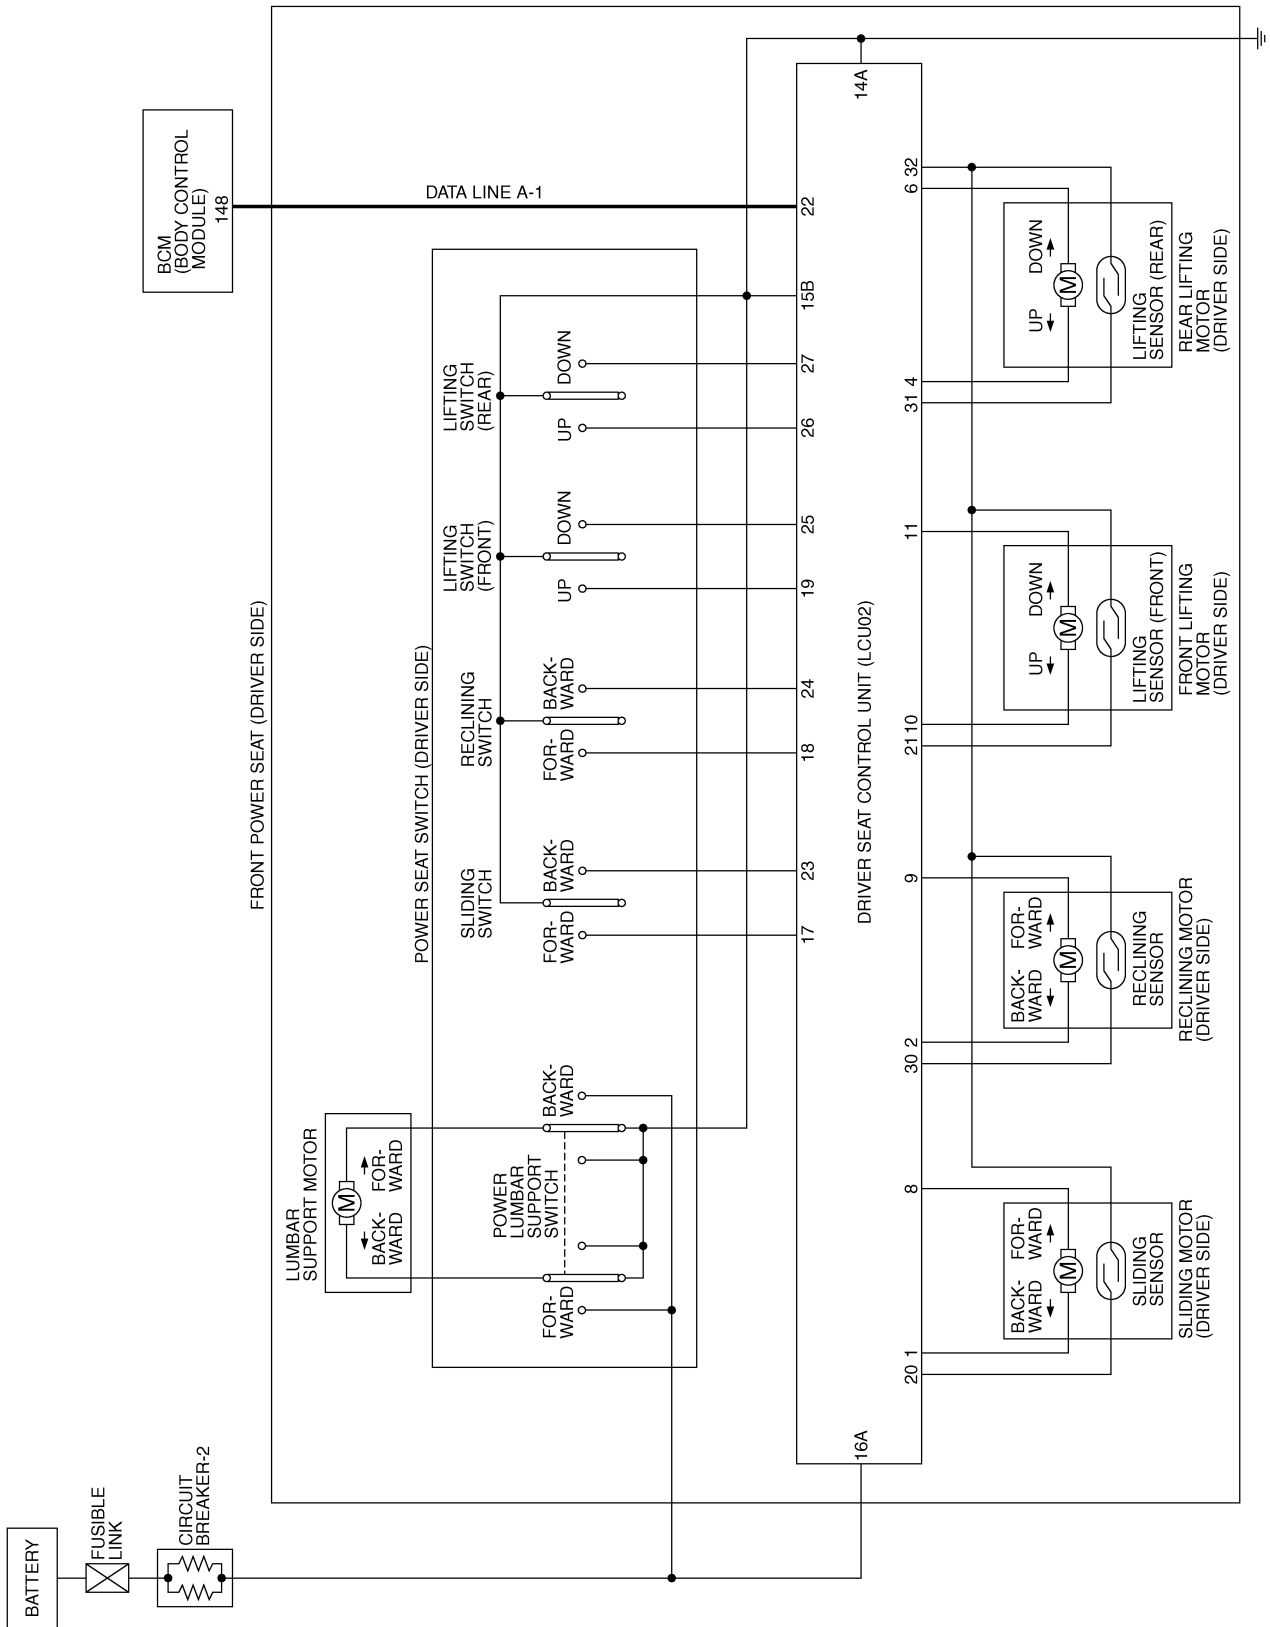 BATTERY
FUSIBLE
LINK
CIRCUIT
BREAKER-2
BCM
(BODY CONTROL
MODULE)
148
DATA LINE A-1
FRONT POWER SEAT (DRIVER SIDE)
LUMBAR
SUPPORT MOTOR
M
BACK-
WARD
FOR-
WARD
POWER SEAT SWITCH (DRIVER SIDE)
POWER
LUMBAR
SUPPORT
SWITCH
FOR-
WARD
BACK-
WARD
SLIDING
SWITCH
FOR-
WARD
BACK-
WARD
RECLINING
SWITCH
FOR-
WARD
BACK-
WARD
LIFTING
SWITCH
(FRONT)
UP
DOWN
LIFTING
SWITCH
(REAR)
UP
DOWN
16A
17
23
18
24
19
25
26
27
15B
22
14A
DRIVER SEAT CONTROL UNIT (LCU02)
20
1
8
30
2
9
21
10
11
31
4
6
32
BACK-
WARD
FOR-
WARD
M
SLIDING
SENSOR
SLIDING MOTOR
(DRIVER SIDE)
BACK-
WARD
FOR-
WARD
M
RECLINING
SENSOR
RECLINING MOTOR
(DRIVER SIDE)
UP
DOWN
M
LIFTING
SENSOR (FRONT)
FRONT LIFTING
MOTOR
(DRIVER SIDE)
UP
DOWN
M
LIFTING
SENSOR (REAR)
REAR LIFTING
MOTOR
(DRIVER SIDE)